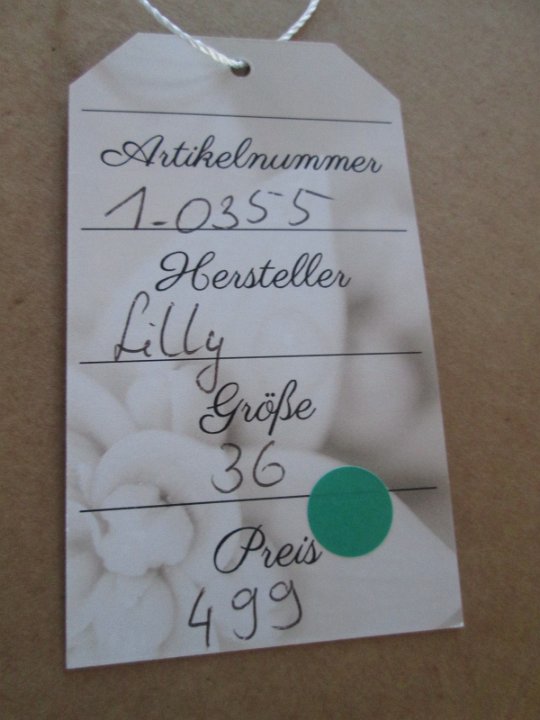 Artikelnummer
1-0355
Hersteller
Lilly
Größe
36
Preis
499